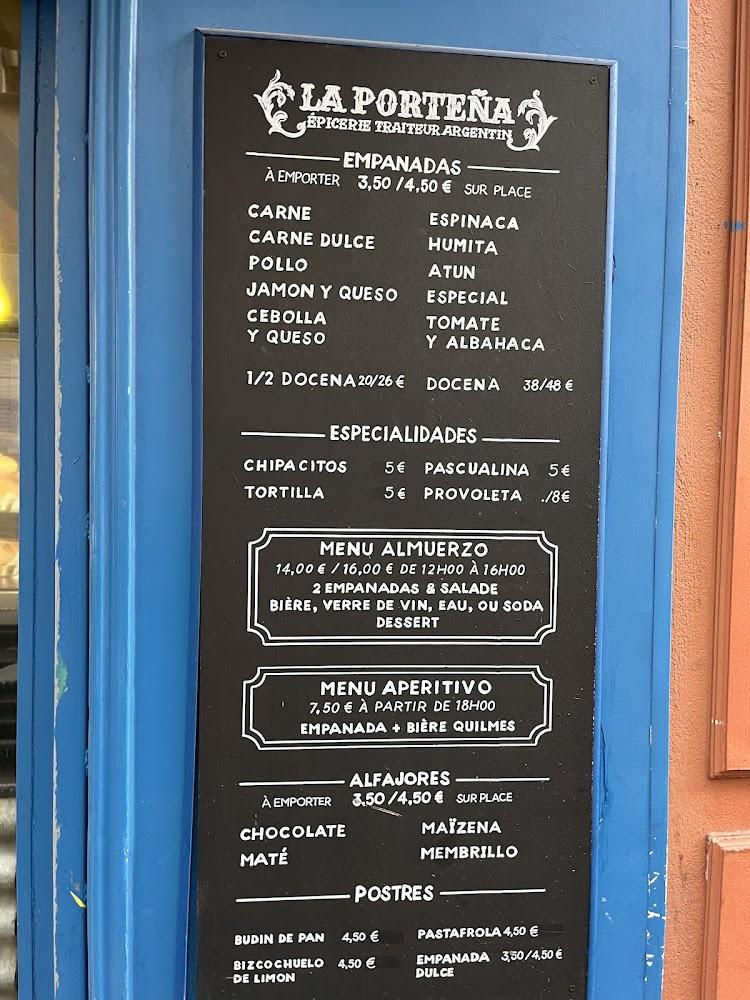 LA PORTEÑA
ÉPICERIE TRAITEUR ARGENTIN
EMPANADAS
À EMPORTER 3,50 /4,50 € SUR PLACE
CARNE ESPINACA
CARNE DULCE HUMITA
POLLO ATUN
JAMON Y QUESO ESPECIAL
CEBOLLA TOMATE
Y QUESO Y ALBAHACA
1/2 DOCENA 20/26 € DOCENA 38/48 €
ESPECIALIDADES
CHIPACITOS 5 € PASCUALINA 5 €
TORTILLA 5 € PROVOLETA ./8 €
MENU ALMUERZO
14,00 € / 16,00 € DE 12H00 À 16H00
2 EMPANADAS & SALADE
BIÈRE, VERRE DE VIN, EAU, OU SODA
DESSERT
MENU APERITIVO
7,50 € À PARTIR DE 18H00
EMPANADA + BIÈRE QUILMES
ALFAJORES
À EMPORTER 3,50 /4,50 € SUR PLACE
CHOCOLATE MAÏZENA
MATÉ MEMBRILLO
POSTRES
BUDIN DE PAN 4,50 € PASTAFROLA 4,50 €
BIZCOCHUELO 4,50 € EMPANADA 3,50/4,50 €
DE LIMON DULCE